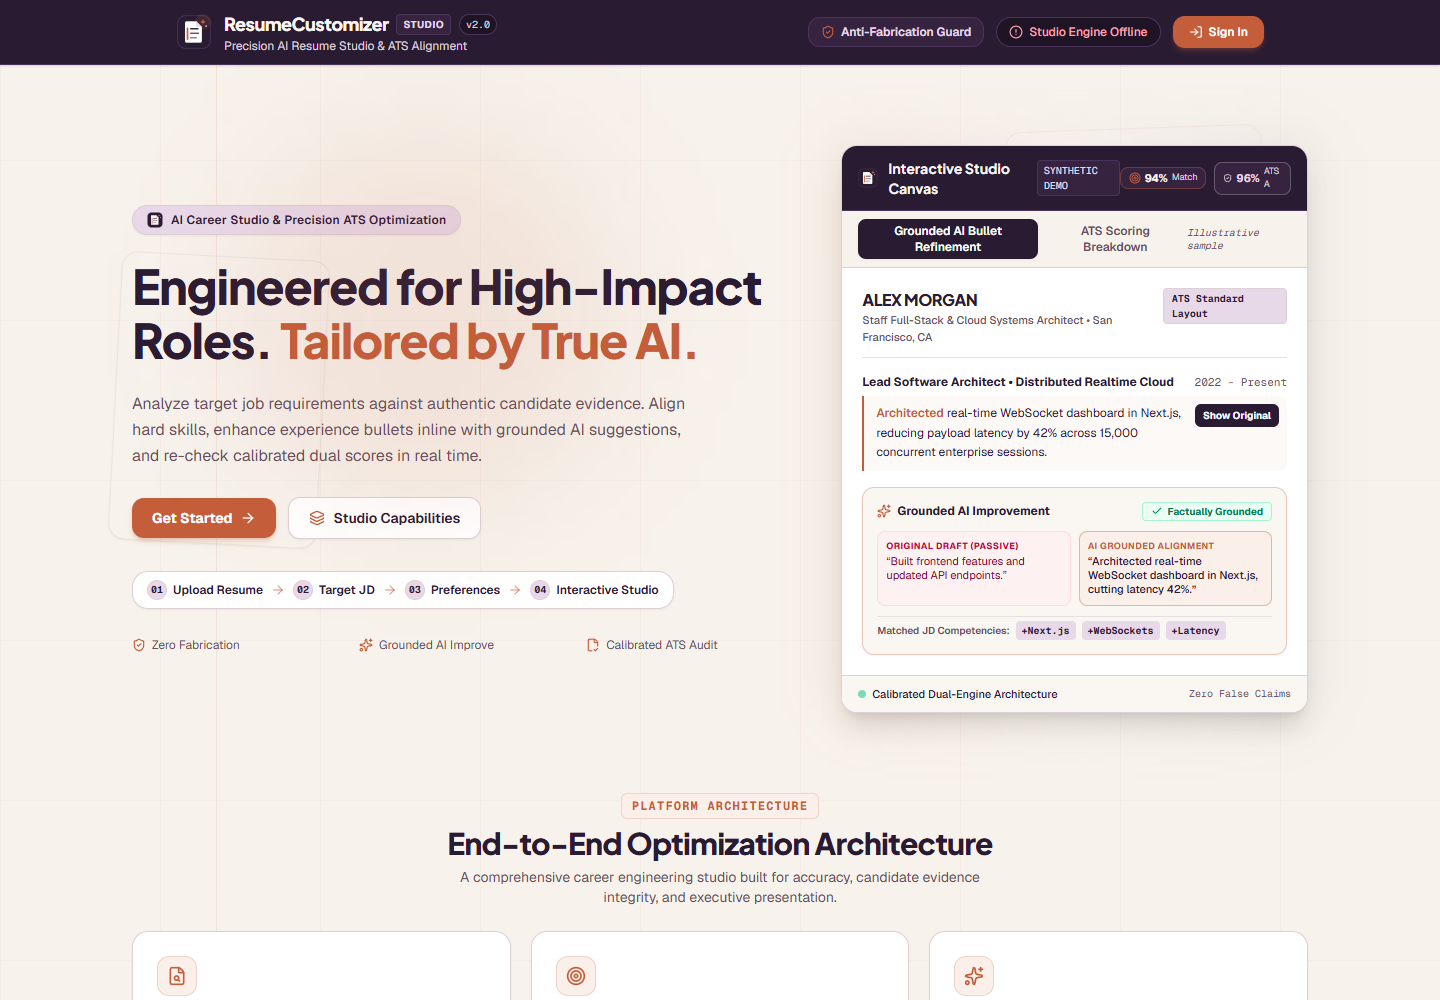 ResumeCustomizer STUDIO v2.0
Precision AI Resume Studio & ATS Alignment
Anti-Fabrication Guard
Studio Engine Offline
Sign In
AI Career Studio & Precision ATS Optimization
Engineered for High-Impact
Roles. Tailored by True AI.
Analyze target job requirements against authentic candidate evidence. Align
hard skills, enhance experience bullets inline with grounded AI suggestions,
and re-check calibrated dual scores in real time.
Get Started
Studio Capabilities
01 Upload Resume
02 Target JD
03 Preferences
04 Interactive Studio
Zero Fabrication
Grounded AI Improve
Calibrated ATS Audit
Interactive Studio
Canvas
SYNTHETIC
DEMO
94% Match
96% ATS
A
Grounded AI Bullet
Refinement
ATS Scoring
Breakdown
Illustrative
sample
ALEX MORGAN
ATS Standard
Layout
Staff Full-Stack & Cloud Systems Architect • San
Francisco, CA
Lead Software Architect • Distributed Realtime Cloud
2022 - Present
Architected real-time WebSocket dashboard in Next.js,
reducing payload latency by 42% across 15,000
concurrent enterprise sessions.
Show Original
Grounded AI Improvement
Factually Grounded
ORIGINAL DRAFT (PASSIVE)
“Built frontend features and
updated API endpoints.”
AI GROUNDED ALIGNMENT
“Architected real-time
WebSocket dashboard in Next.js,
cutting latency 42%.”
Matched JD Competencies: +Next.js +WebSockets +Latency
Calibrated Dual-Engine Architecture
Zero False Claims
PLATFORM ARCHITECTURE
End-to-End Optimization Architecture
A comprehensive career engineering studio built for accuracy, candidate evidence
integrity, and executive presentation.